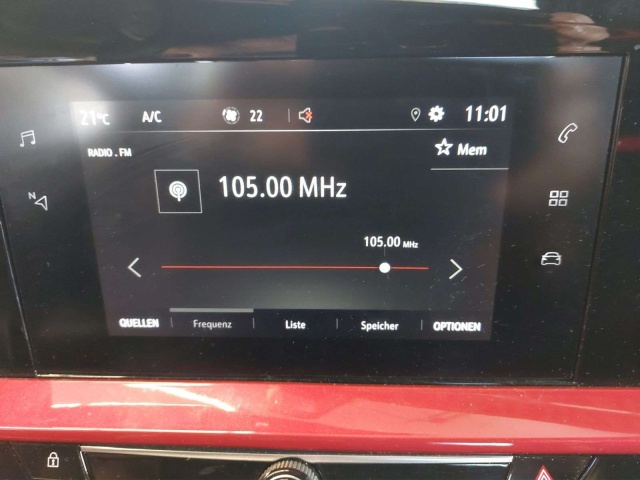 21°C A/C 22 11:01
RADIO . FM
Mem
105.00 MHz
105.00 MHz
N
QUELLEN Frequenz Liste Speicher OPTIONEN